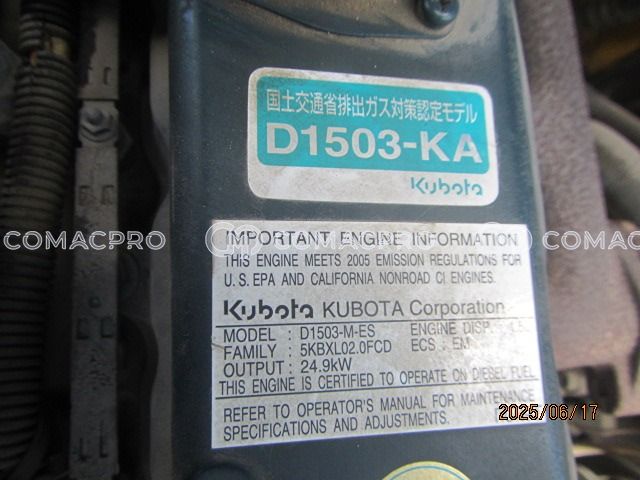 国土交通省排出ガス対策認定モデル
D1503-KA
Kubota
COMACPRO COMACPRO COMACPRO
IMPORTANT ENGINE INFORMATION
THIS ENGINE MEETS 2005 EMISSION REGULATIONS FOR
U.S. EPA AND CALIFORNIA NONROAD CI ENGINES.
Kubota KUBOTA Corporation
MODEL : D1503-M-ES ENGINE DISP.
FAMILY : 5KBXL02.0FCD ECS : EM
OUTPUT : 24.9kW
THIS ENGINE IS CERTIFIED TO OPERATE ON DIESEL FUEL
REFER TO OPERATOR'S MANUAL FOR MAINTENANCE
SPECIFICATIONS AND ADJUSTMENTS.
2025/06/17